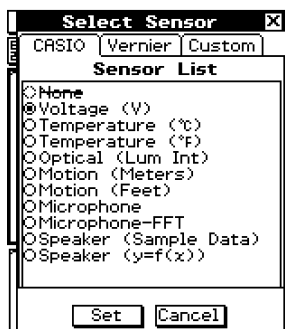 Select Sensor X
CASIO Vernier Custom
Sensor List
None
Voltage (V)
Temperature (℃)
Temperature (℉)
Optical (Lum Int)
Motion (Meters)
Motion (Feet)
Microphone
Microphone-FFT
Speaker (Sample Data)
Speaker (y=f(x))
Set Cancel